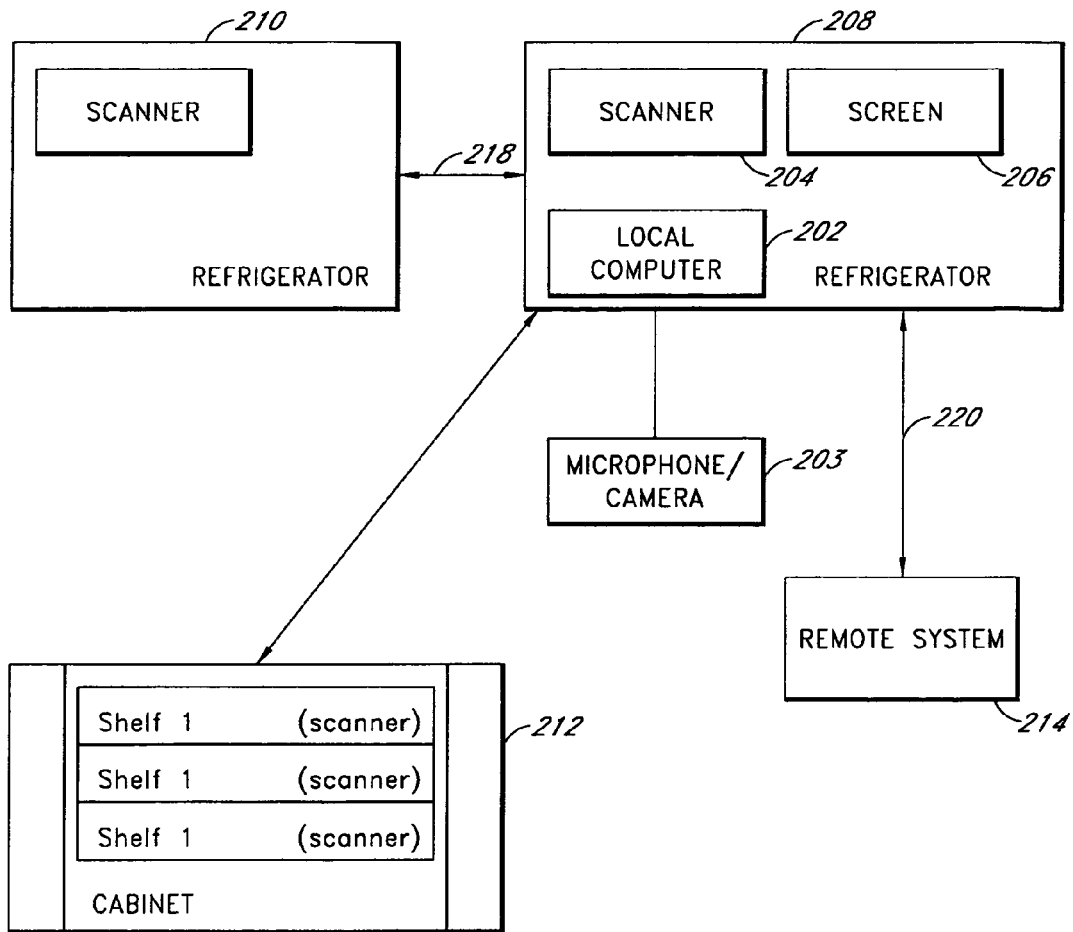 210
SCANNER
REFRIGERATOR
218
208
SCANNER
204
SCREEN
206
LOCAL
COMPUTER
202
REFRIGERATOR
MICROPHONE/
CAMERA
203
220
REMOTE SYSTEM
214
Shelf 1 (scanner)
Shelf 1 (scanner)
Shelf 1 (scanner)
CABINET
212